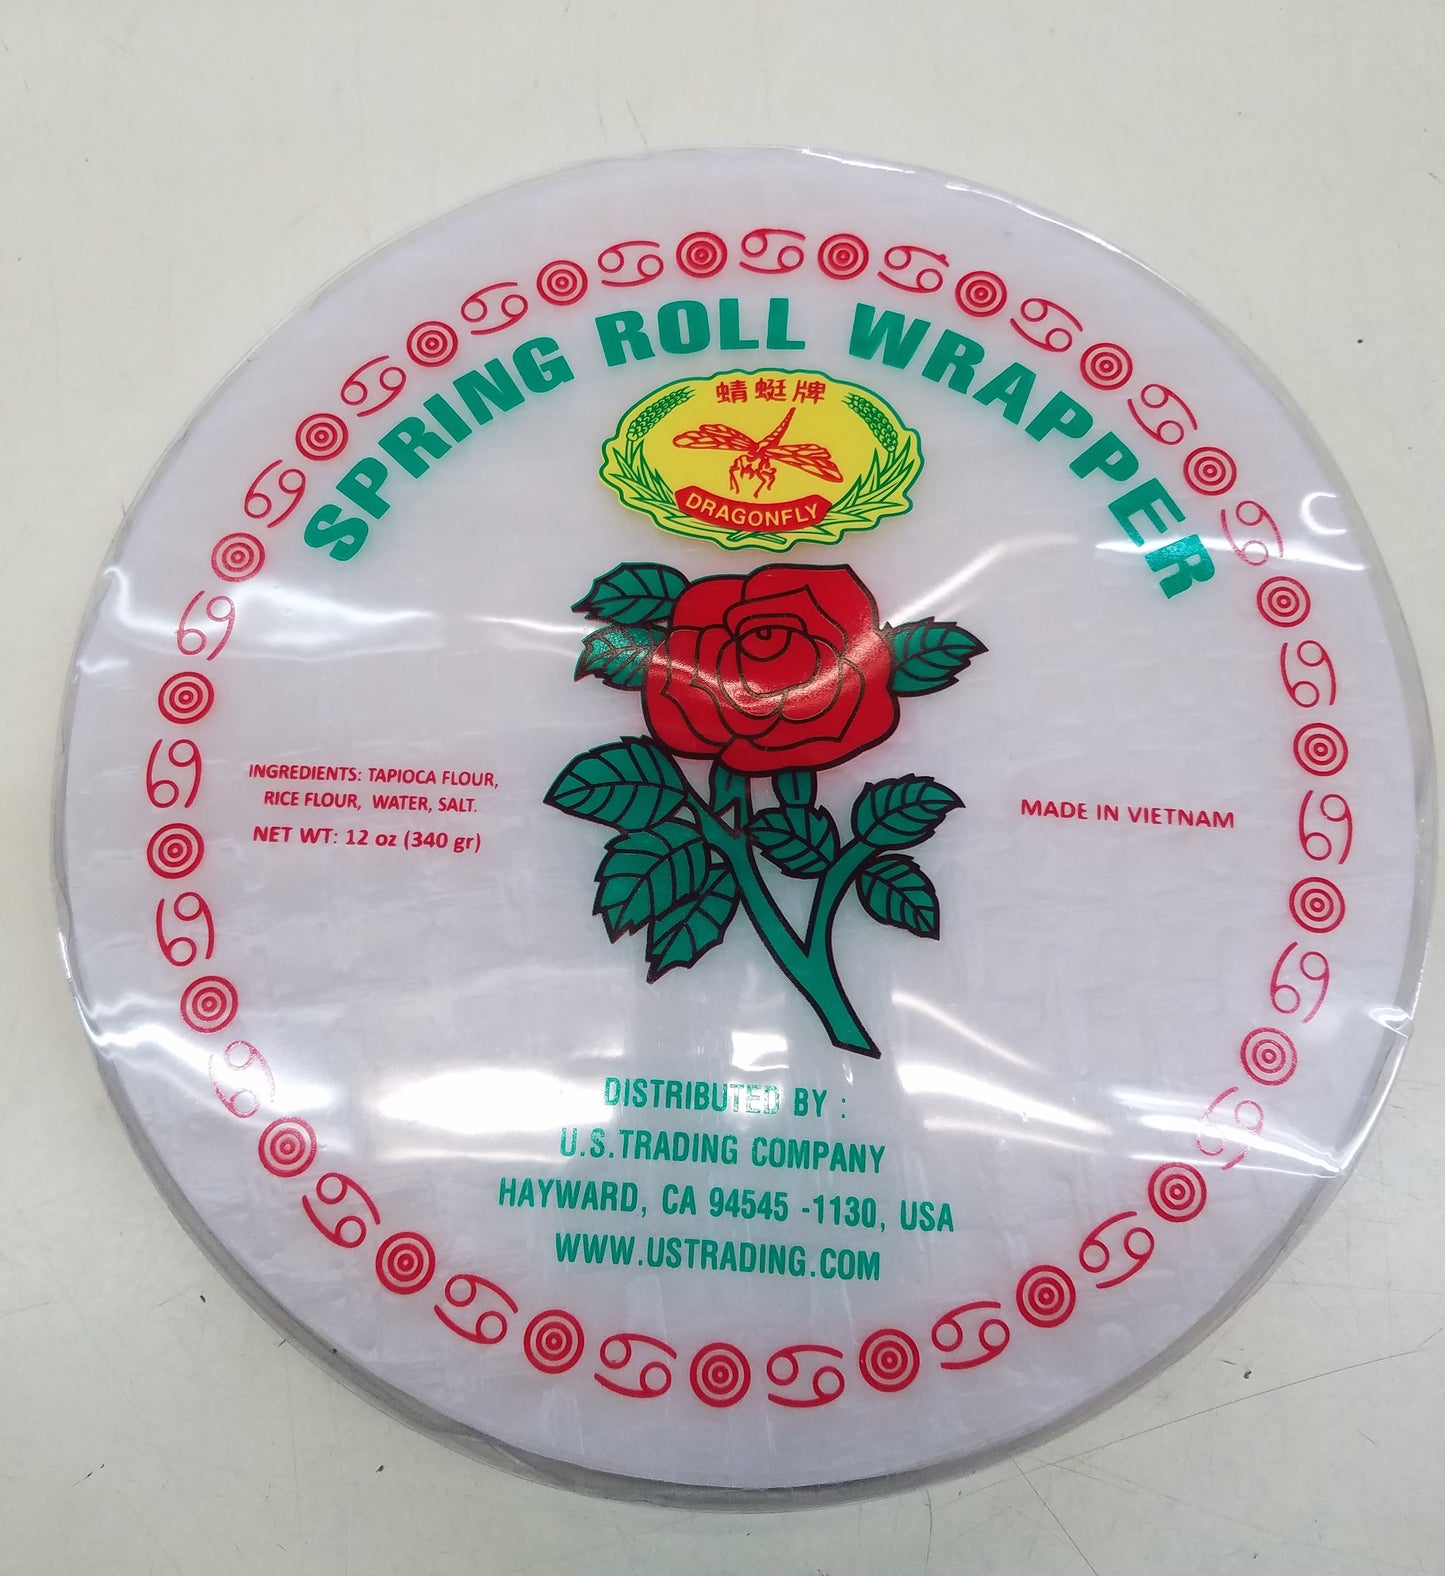 SPRING ROLL WRAPPER
蜻蜓牌
DRAGONFLY
INGREDIENTS: TAPIOCA FLOUR,
RICE FLOUR, WATER, SALT.
NET WT: 12 oz (340 gr)
MADE IN VIETNAM
DISTRIBUTED BY :
U.S.TRADING COMPANY
HAYWARD, CA 94545 -1130, USA
WWW.USTRADING.COM